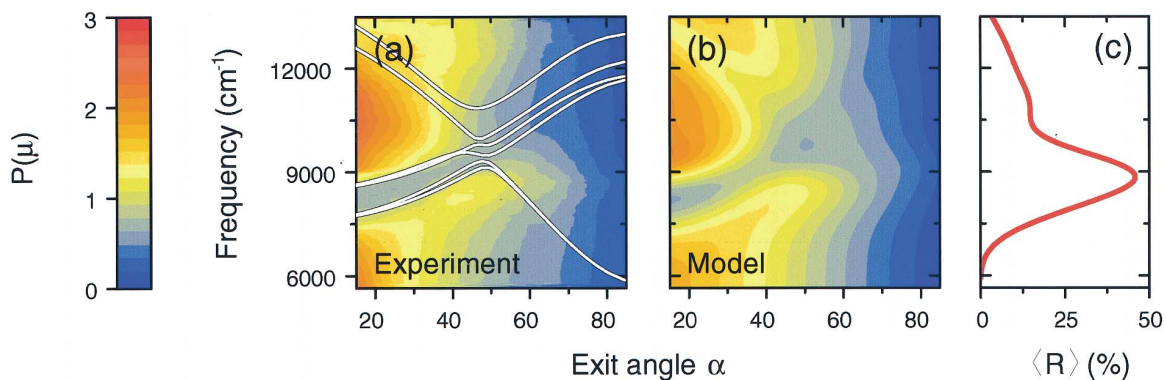 P(μ)
3
2
1
0
Frequency (cm⁻¹)
12000
9000
6000
(a)
Experiment
20 40 60 80
(b)
Model
20 40 60 80
Exit angle α
(c)
0 25 50
⟨R⟩ (%)